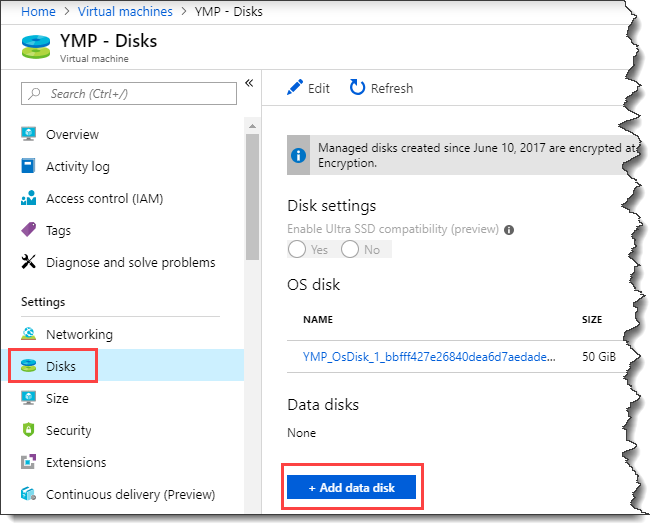 Home > Virtual machines > YMP - Disks
YMP - Disks
Virtual machine
«
Search (Ctrl+/)
Overview
Activity log
Access control (IAM)
Tags
Diagnose and solve problems
Settings
Networking
Disks
Size
Security
Extensions
Continuous delivery (Preview)
Edit Refresh
Managed disks created since June 10, 2017 are encrypted at
Encryption.
Disk settings
Enable Ultra SSD compatibility (preview)
Yes No
OS disk
NAME SIZE
YMP_OsDisk_1_bbfff427e26840dea6d7aedade... 50 GiB
Data disks
None
+ Add data disk